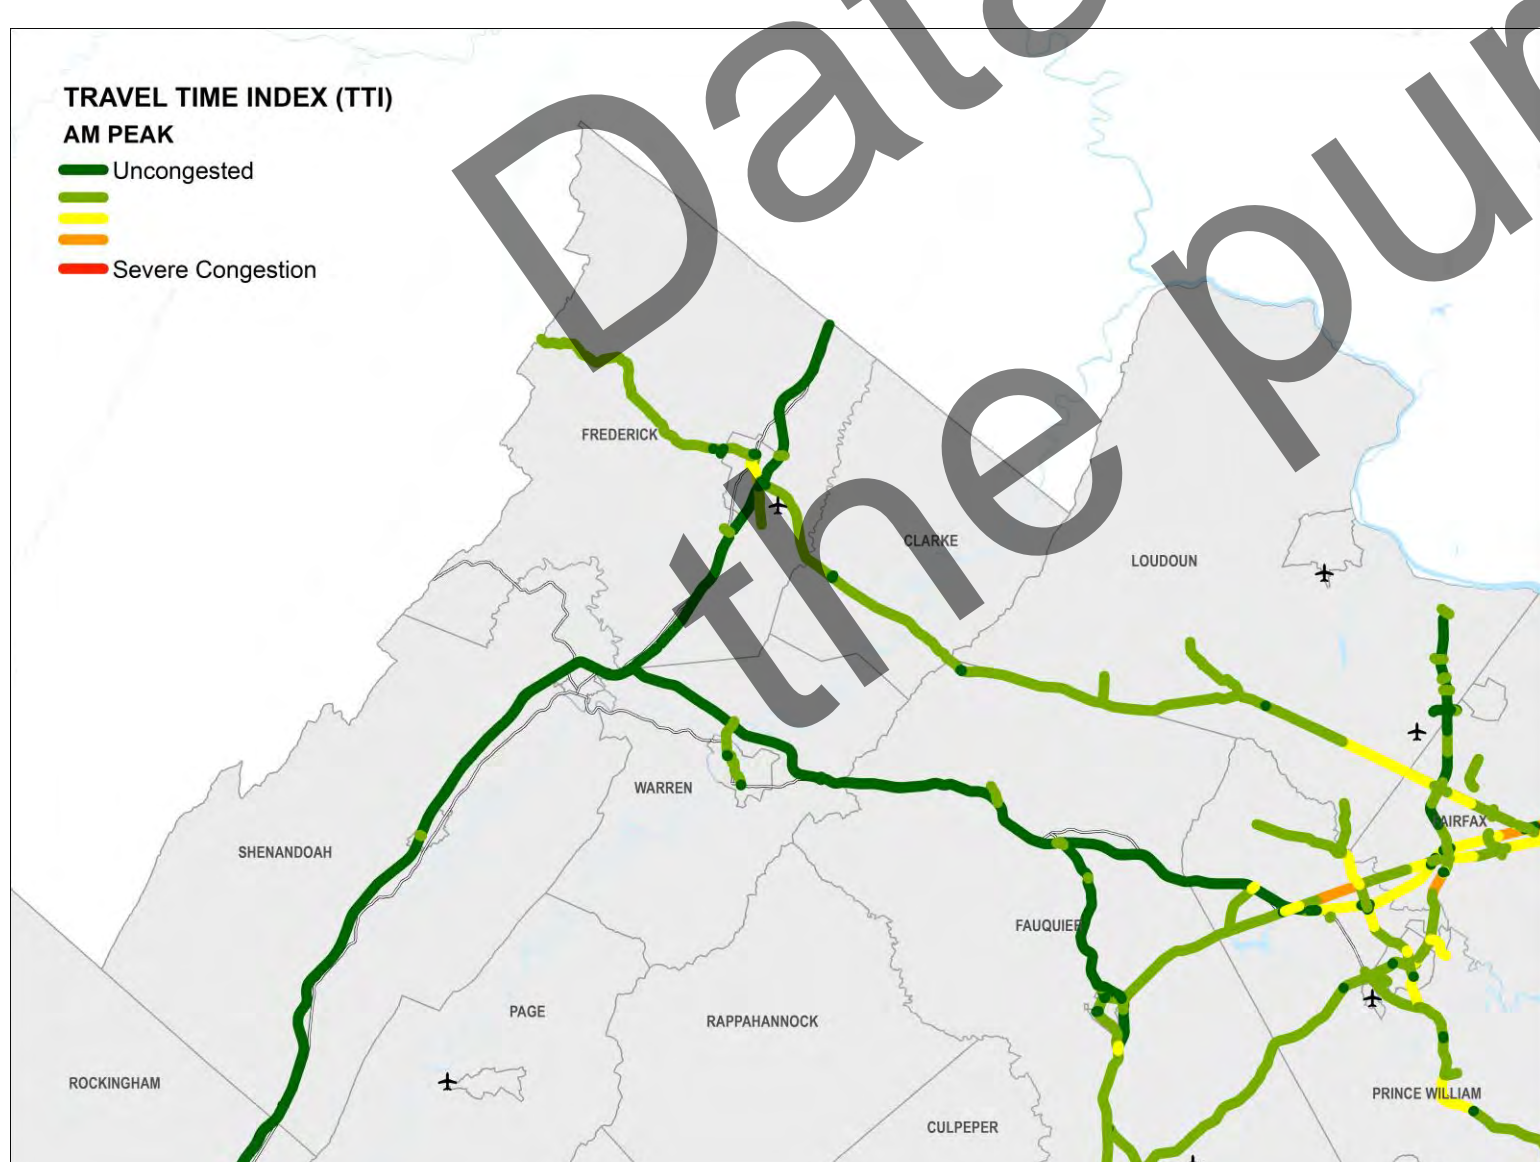 TRAVEL TIME INDEX (TTI)
AM PEAK
Uncongested
Severe Congestion
Data
the pur
FREDERICK
CLARKE
LOUDOUN
WARREN
SHENANDOAH
FAIRFAX
FAUQUIER
PAGE
RAPPAHANNOCK
ROCKINGHAM
PRINCE WILLIAM
CULPEPER